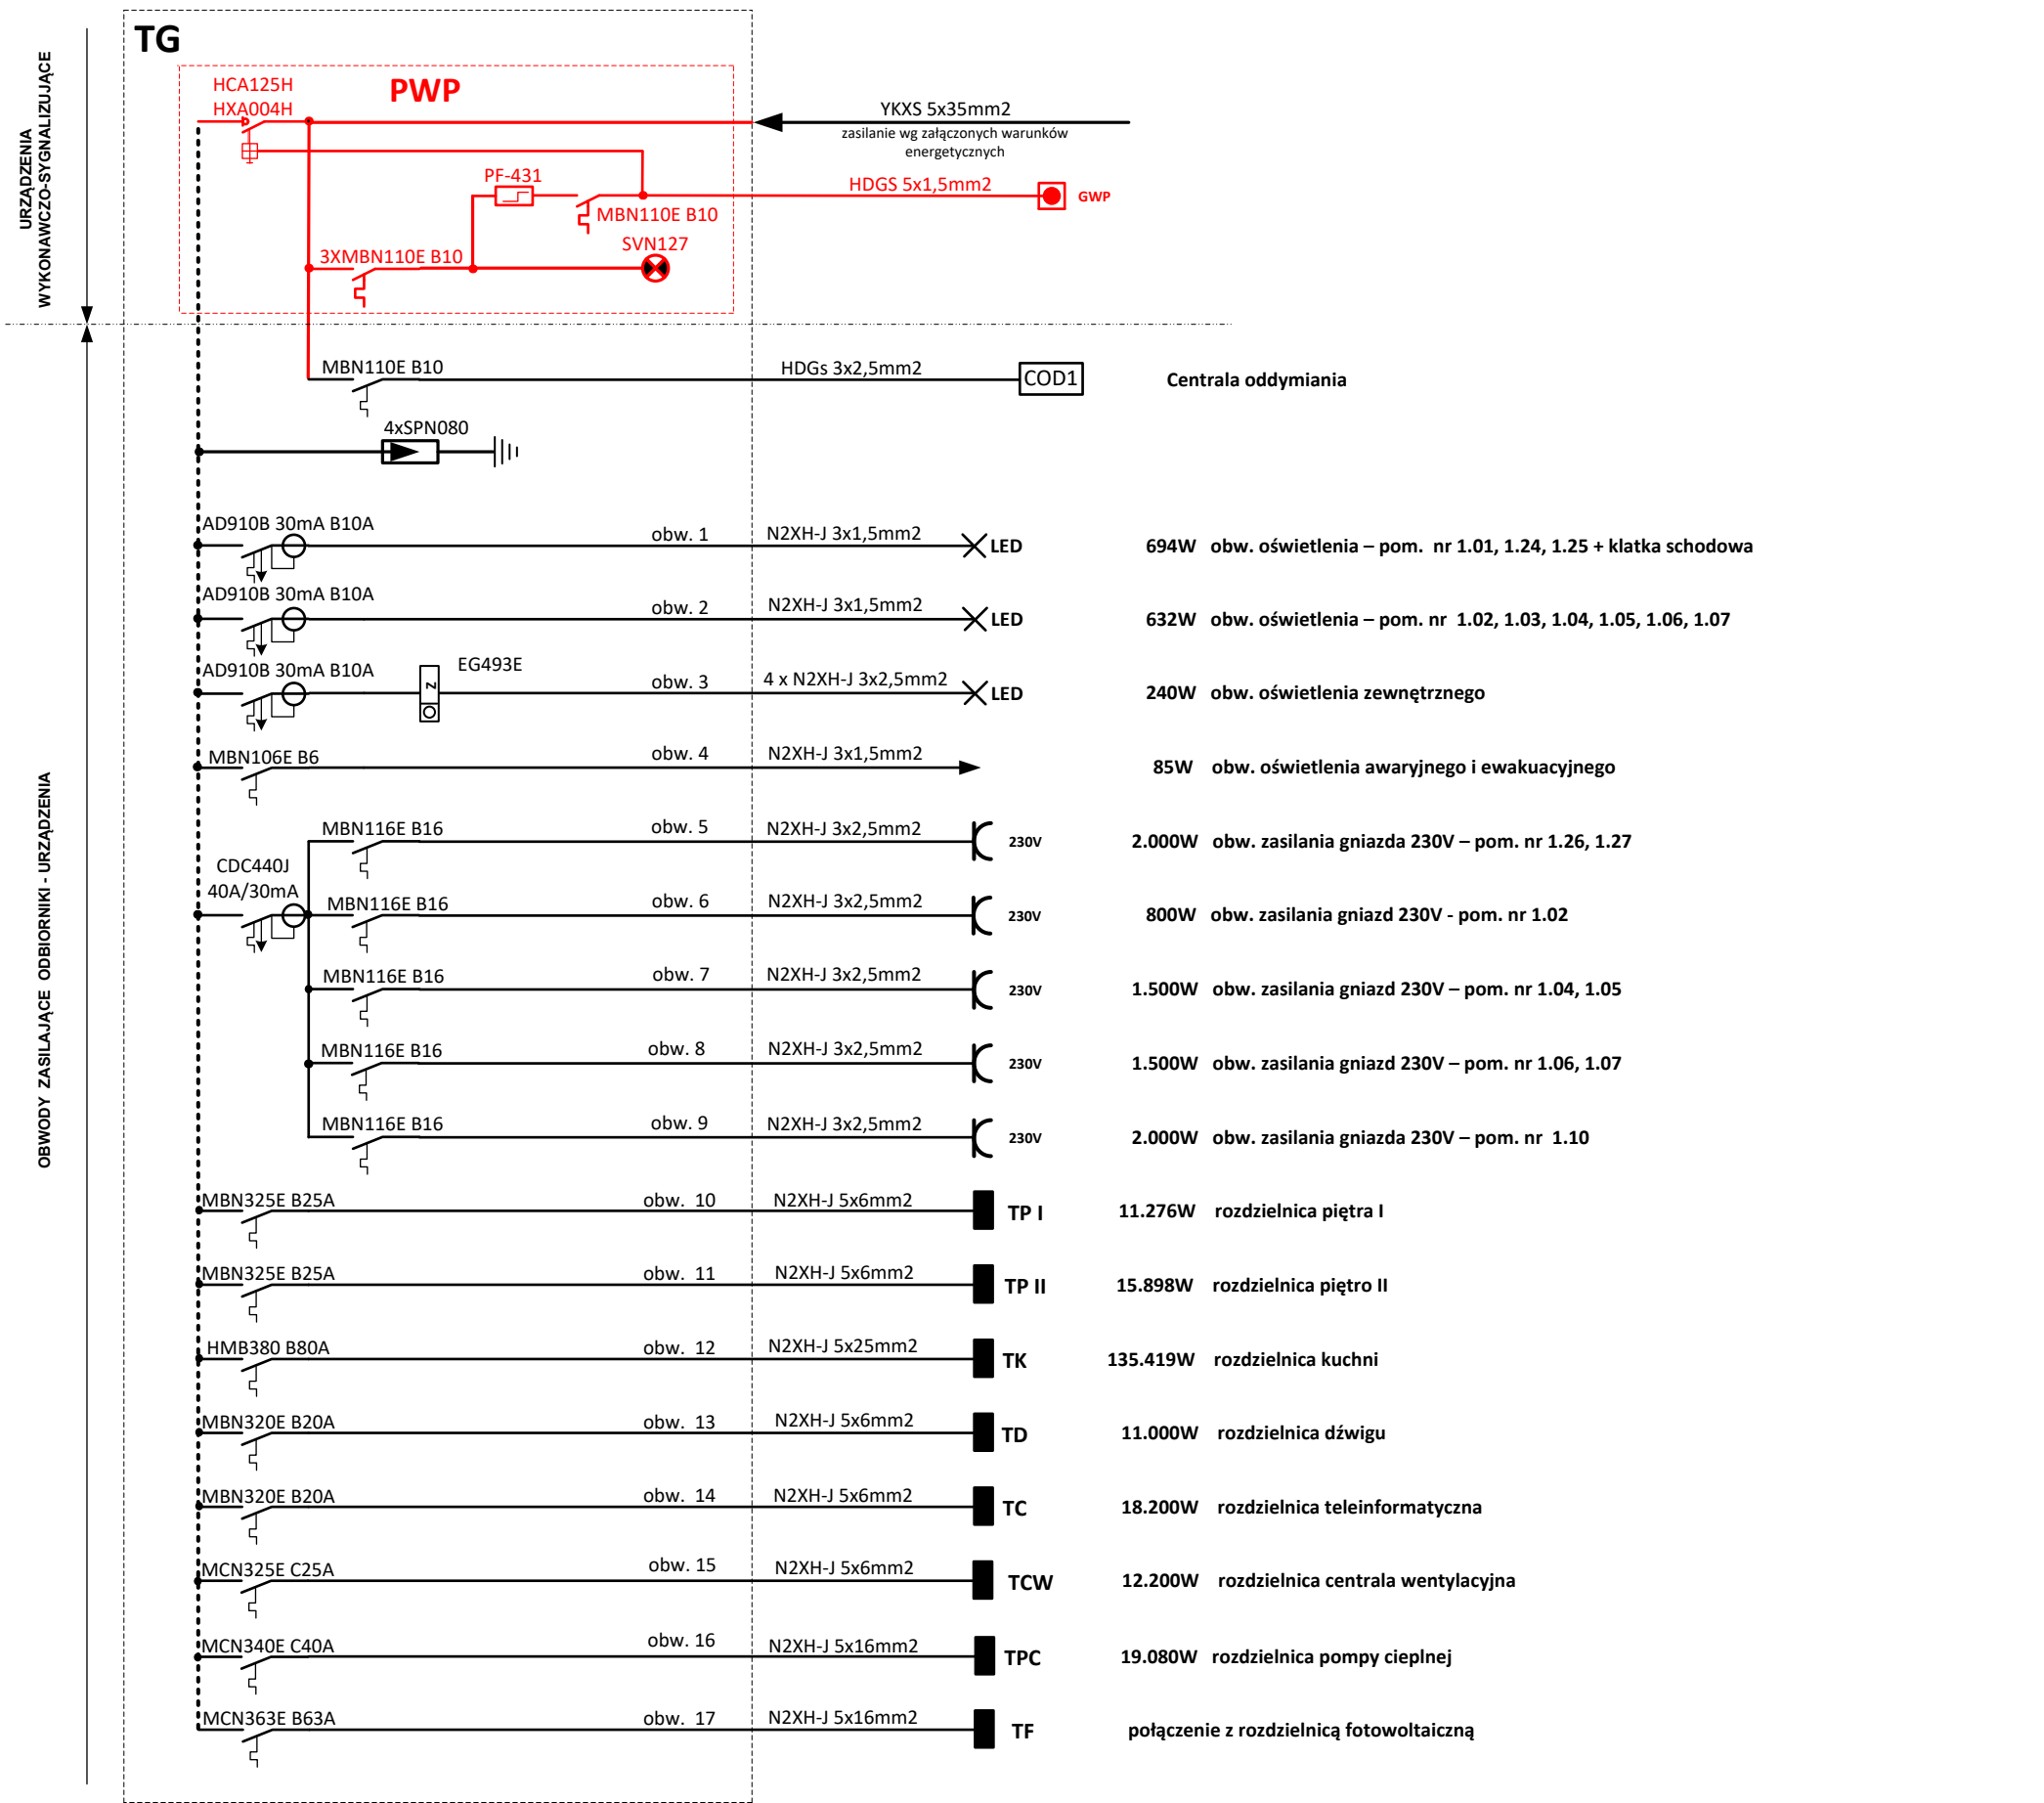 TG
URZĄDZENIA
WYKONAWCZO-SYGNALIZUJĄCE
PWP
HCA125H
HXA004H
YKXS 5x35mm2
zasilanie wg załączonych warunków
energetycznych
PF-431
HDGS 5x1,5mm2
GWP
MBN110E B10
SVN127
3XMBN110E B10
MBN110E B10
HDGs 3x2,5mm2
COD1
Centrala oddymiania
4xSPN080
OBWODY ZASILAJĄCE ODBIORNIKI - URZĄDZENIA
AD910B 30mA B10A obw. 1 N2XH-J 3x1,5mm2 LED 694W obw. oświetlenia – pom. nr 1.01, 1.24, 1.25 + klatka schodowa
AD910B 30mA B10A obw. 2 N2XH-J 3x1,5mm2 LED 632W obw. oświetlenia – pom. nr 1.02, 1.03, 1.04, 1.05, 1.06, 1.07
AD910B 30mA B10A EG493E Z obw. 3 4 x N2XH-J 3x2,5mm2 LED 240W obw. oświetlenia zewnętrznego
MBN106E B6 obw. 4 N2XH-J 3x1,5mm2 85W obw. oświetlenia awaryjnego i ewakuacyjnego
MBN116E B16 obw. 5 N2XH-J 3x2,5mm2 230V 2.000W obw. zasilania gniazda 230V – pom. nr 1.26, 1.27
CDC440J
40A/30mA
MBN116E B16 obw. 6 N2XH-J 3x2,5mm2 230V 800W obw. zasilania gniazd 230V - pom. nr 1.02
MBN116E B16 obw. 7 N2XH-J 3x2,5mm2 230V 1.500W obw. zasilania gniazd 230V – pom. nr 1.04, 1.05
MBN116E B16 obw. 8 N2XH-J 3x2,5mm2 230V 1.500W obw. zasilania gniazd 230V – pom. nr 1.06, 1.07
MBN116E B16 obw. 9 N2XH-J 3x2,5mm2 230V 2.000W obw. zasilania gniazda 230V – pom. nr 1.10
MBN325E B25A obw. 10 N2XH-J 5x6mm2 TP I 11.276W rozdzielnica piętra I
MBN325E B25A obw. 11 N2XH-J 5x6mm2 TP II 15.898W rozdzielnica piętro II
HMB380 B80A obw. 12 N2XH-J 5x25mm2 TK 135.419W rozdzielnica kuchni
MBN320E B20A obw. 13 N2XH-J 5x6mm2 TD 11.000W rozdzielnica dźwigu
MBN320E B20A obw. 14 N2XH-J 5x6mm2 TC 18.200W rozdzielnica teleinformatyczna
MCN325E C25A obw. 15 N2XH-J 5x6mm2 TCW 12.200W rozdzielnica centrala wentylacyjna
MCN340E C40A obw. 16 N2XH-J 5x16mm2 TPC 19.080W rozdzielnica pompy cieplnej
MCN363E B63A obw. 17 N2XH-J 5x16mm2 TF połączenie z rozdzielnicą fotowoltaiczną